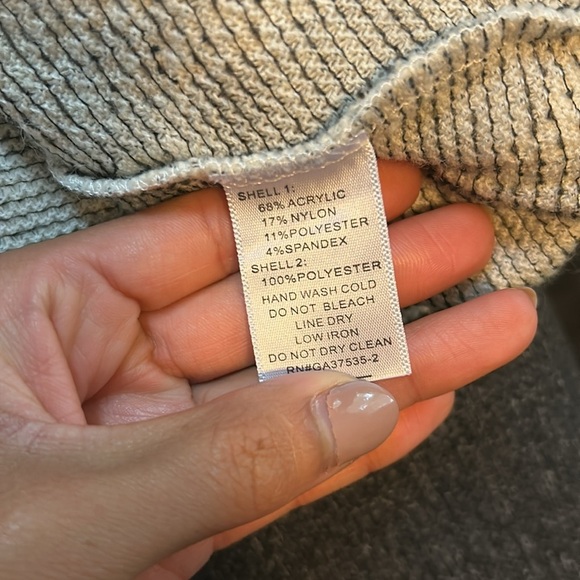 SHELL 1:
68% ACRYLIC
17% NYLON
11%POLYESTER
4%SPANDEX
SHELL 2:
100%POLYESTER
HAND WASH COLD
DO NOT BLEACH
LINE DRY
LOW IRON
DO NOT DRY CLEAN
RN#GA37535-2